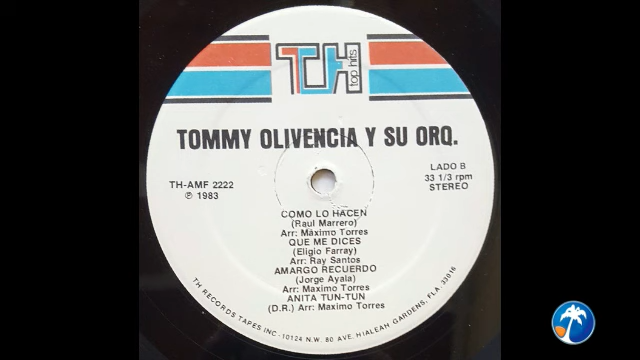 TH
top hits
TOMMY OLIVENCIA Y SU ORQ.
TH-AMF 2222
℗ 1983
LADO B
33 1/3 rpm
STEREO
COMO LO HACEN
(Raul Marrero)
Arr: Máximo Torres
QUE ME DICES
(Eligio Farray)
Arr: Ray Santos
AMARGO RECUERDO
(Jorge Ayala)
Arr: Maximo Torres
ANITA TUN-TUN
(D.R.) Arr: Maximo Torres
TH RECORDS TAPES INC-10124 N.W. 80 AVE. HIALEAH GARDENS, FLA. 33016